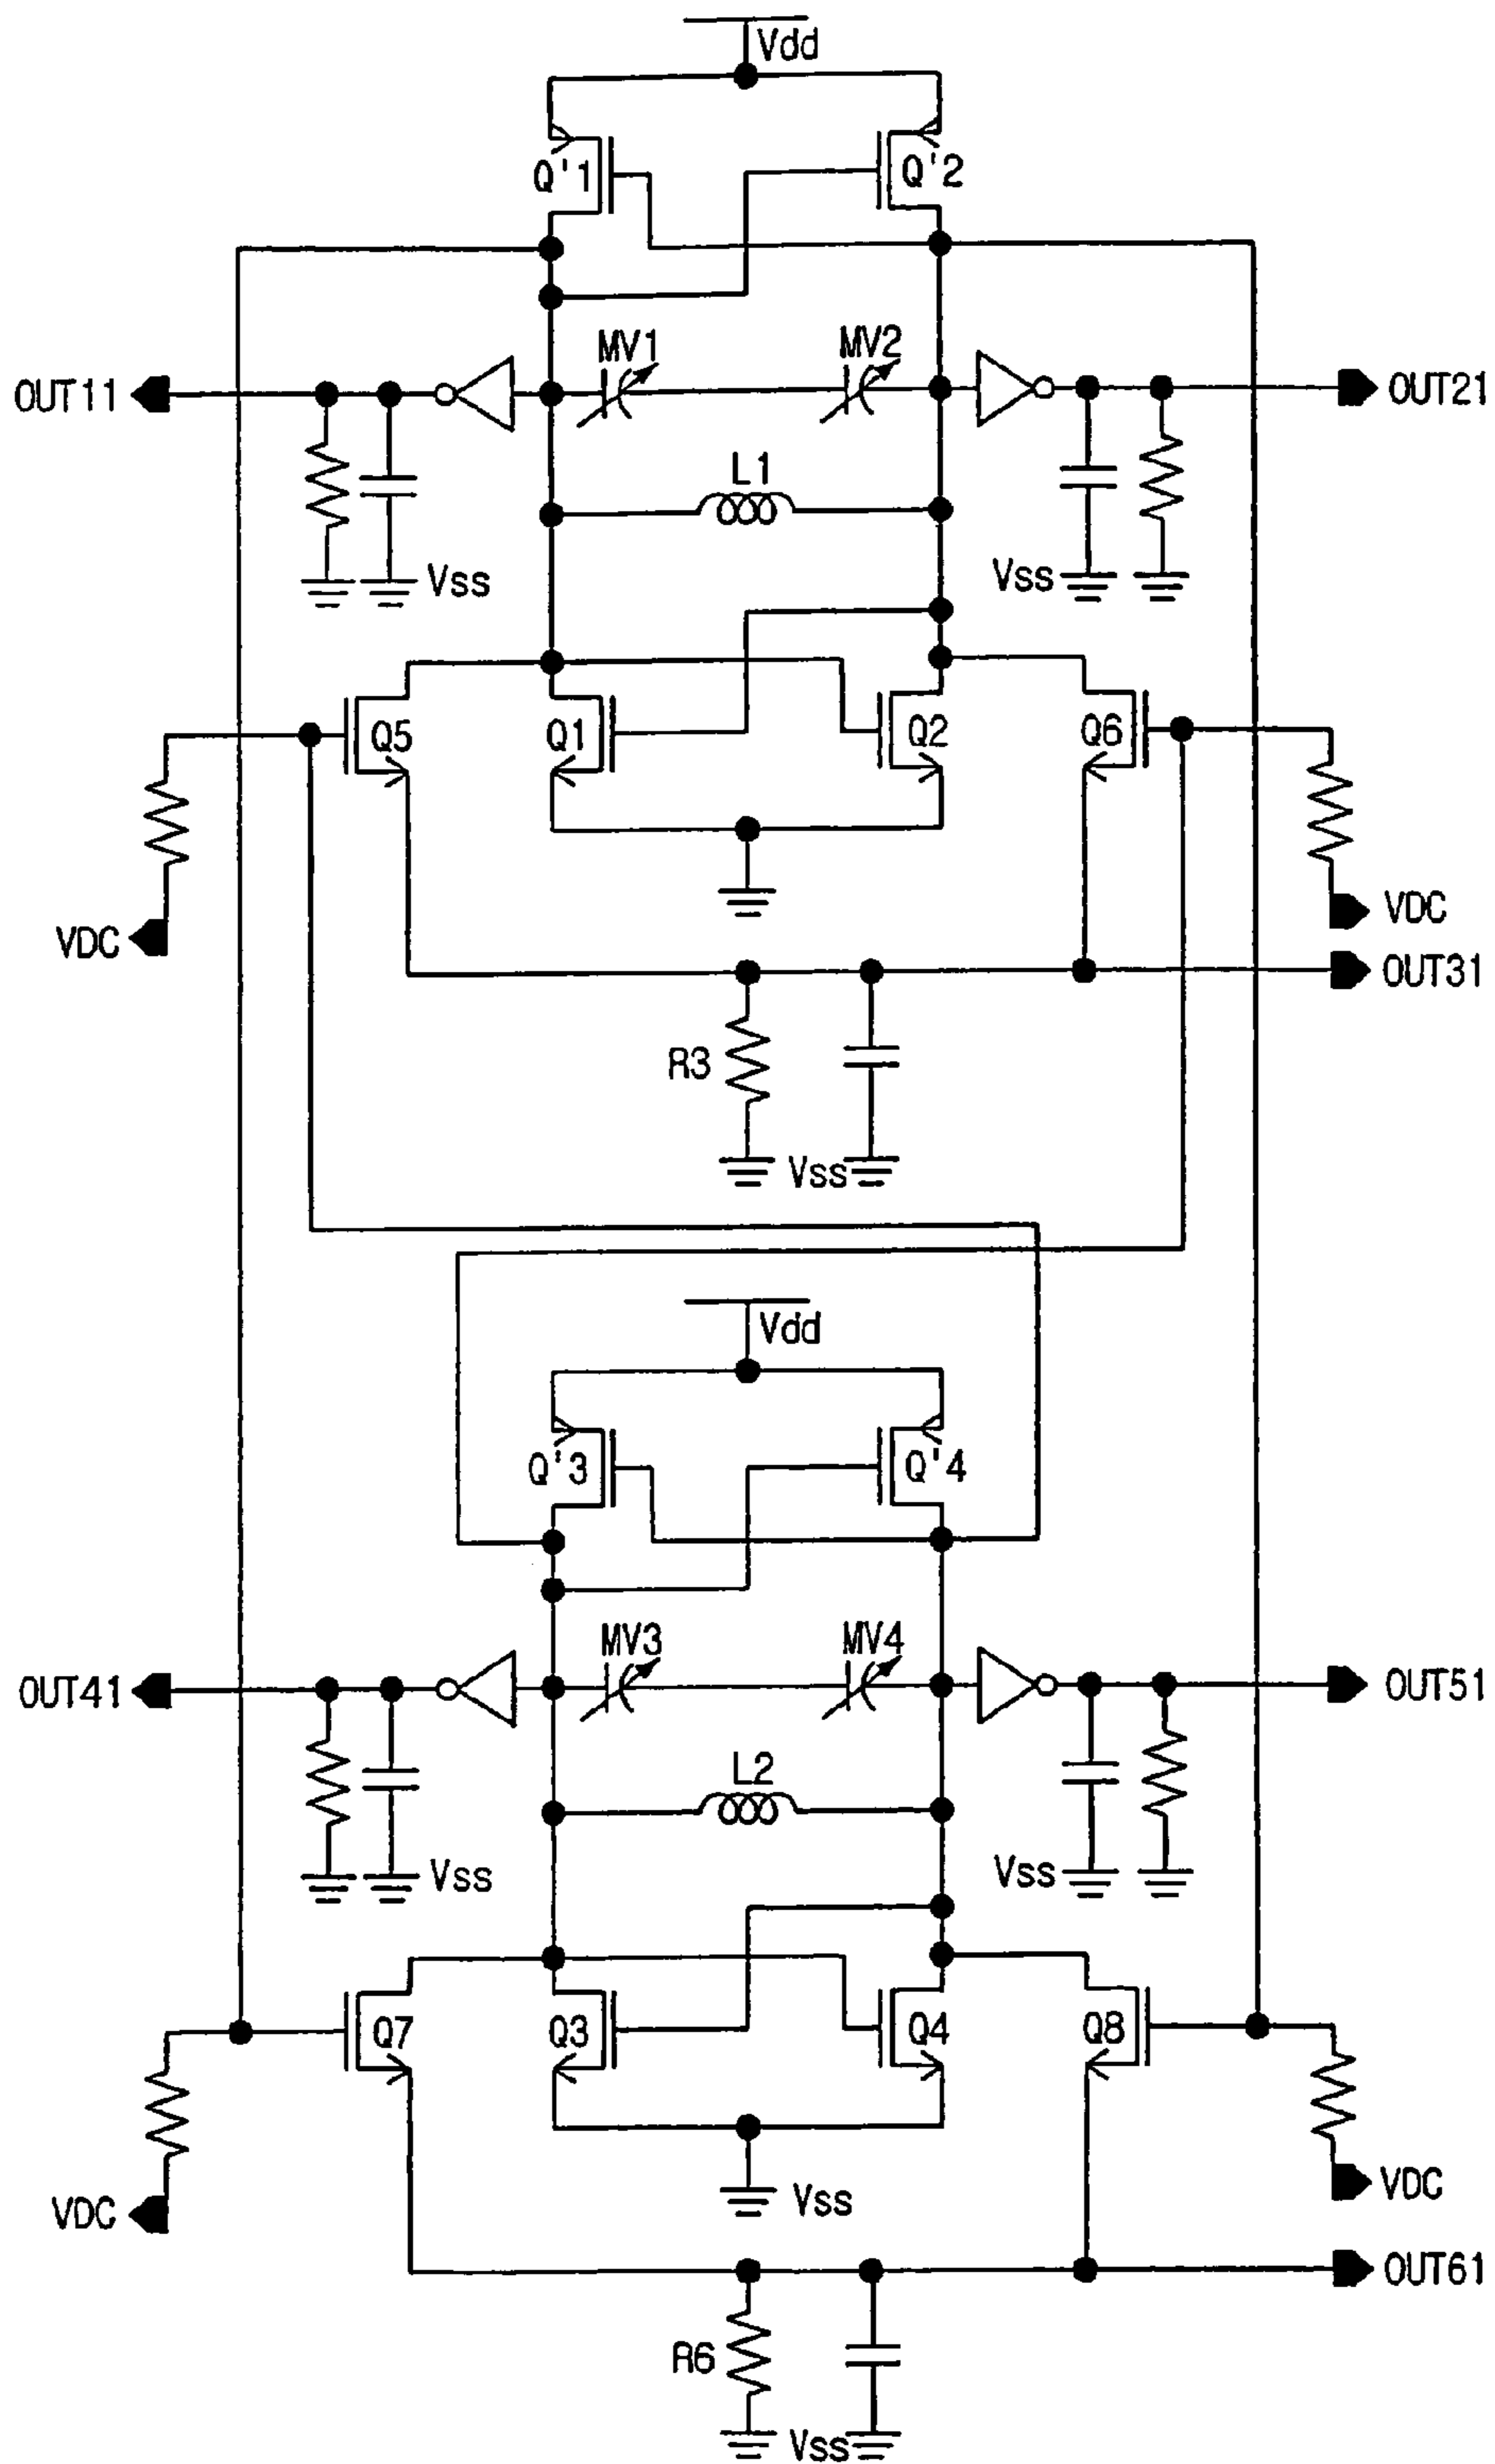 Vdd
Q'1
Q'2
MV1
MV2
OUT11
OUT21
L1
Vss
Vss
Q5
Q1
Q2
Q6
VDC
VDC
OUT31
R3
Vss
Vdd
Q'3
Q'4
MV3
MV4
OUT41
OUT51
L2
Vss
Vss
Q7
Q3
Q4
Q8
VDC
Vss
VDC
OUT61
R6
Vss